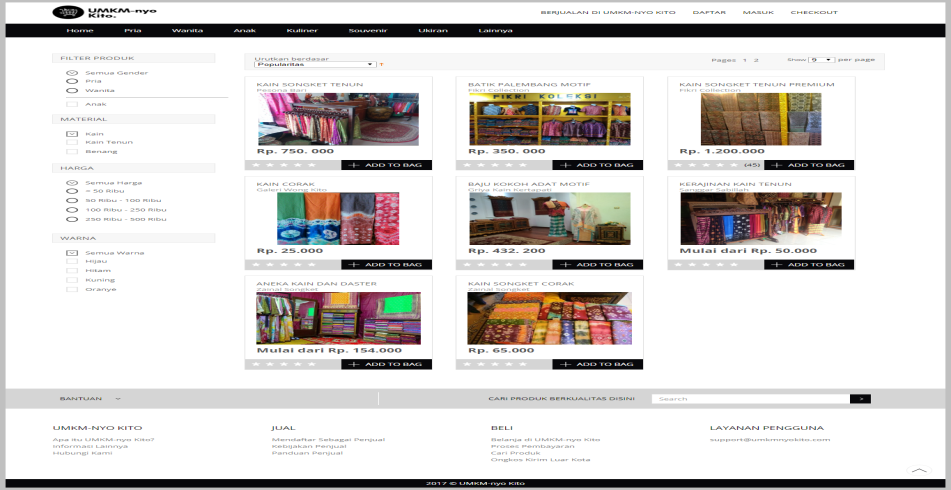 UMKM-nyo
Kito.
BERJUALAN DI UMKM-NYO KITO DAFTAR MASUK CHECKOUT
Home Pria Wanita Anak Kuliner Souvenir Ukiran Lainnya
FILTER PRODUK
Semua Gender
Pria
Wanita
Anak
MATERIAL
Kain
Kain Tenun
Benang
HARGA
Semua Harga
< 50 Ribu
50 Ribu - 100 Ribu
100 Ribu - 250 Ribu
250 Ribu - 500 Ribu
WARNA
Semua Warna
Hijau
Hitam
Kuning
Oranye
Urutkan berdasar
Popularitas ↑
Pages 1 2 Show 9 per page
KAIN SONGKET TENUN
Pesona Bari
Rp. 750. 000
ADD TO BAG
BATIK PALEMBANG MOTIF
Fikri Collection
FIKRI KOLEKSI
Rp. 350. 000
ADD TO BAG
KAIN SONGKET TENUN PREMIUM
Fikri Collection
Rp. 1.200.000
(45) ADD TO BAG
KAIN CORAK
Galeri Wong Kito
Rp. 25.000
ADD TO BAG
BAJU KOKOH ADAT MOTIF
Griya Kain Kertapati
Rp. 432. 200
ADD TO BAG
KERAJINAN KAIN TENUN
Sanggar Sabillah
Mulai dari Rp. 50.000
ADD TO BAG
ANEKA KAIN DAN DASTER
Zainal Songket
Mulai dari Rp. 154.000
ADD TO BAG
KAIN SONGKET CORAK
Zainal Songket
Rp. 65.000
ADD TO BAG
BANTUAN
CARI PRODUK BERKUALITAS DISINI Search >
UMKM-NYO KITO
Apa itu UMKM-nyo Kito?
Informasi Lainnya
Hubungi Kami
JUAL
Mendaftar Sebagai Penjual
Kebijakan Penjual
Panduan Penjual
BELI
Belanja di UMKM-nyo Kito
Proses Pembayaran
Cari Produk
Ongkos Kirim Luar Kota
LAYANAN PENGGUNA
support@umkmnyokito.com
2017 © UMKM-nyo Kito